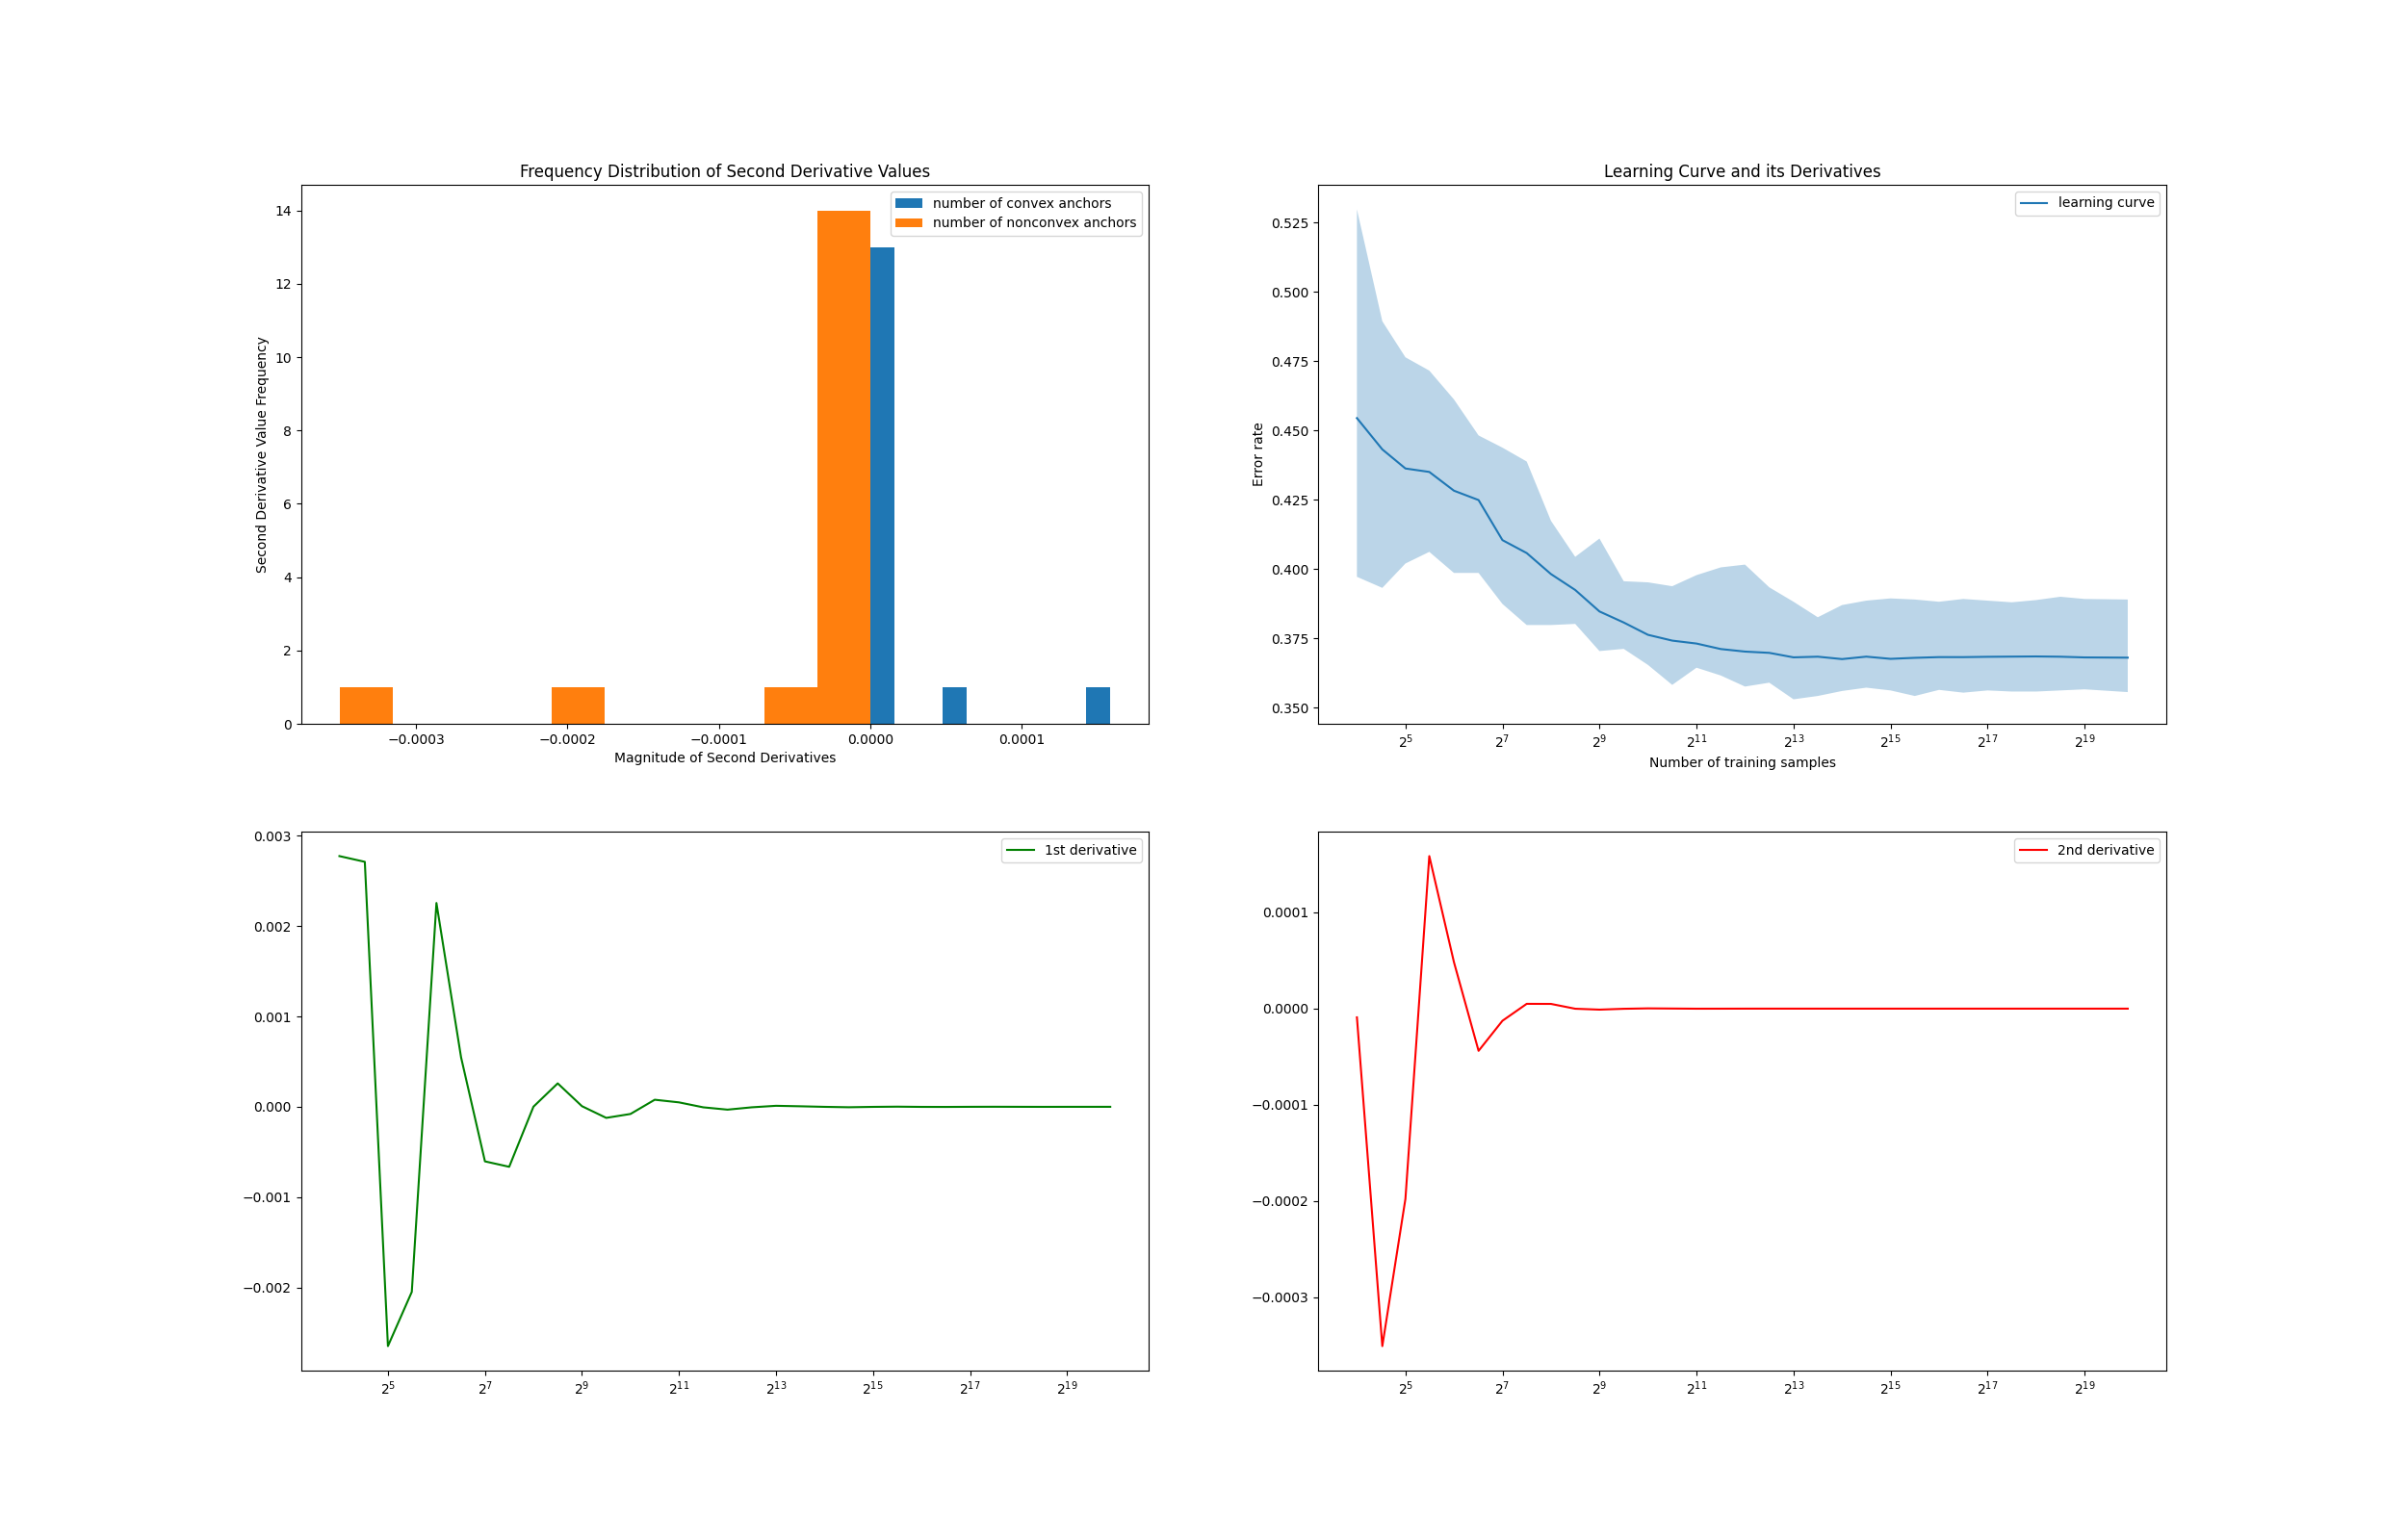 Frequency Distribution of Second Derivative Values
number of convex anchors
number of nonconvex anchors
14
12
10
8
6
4
2
0
Second Derivative Value Frequency
−0.0003 −0.0002 −0.0001 0.0000 0.0001
Magnitude of Second Derivatives
Learning Curve and its Derivatives
learning curve
0.525
0.500
0.475
0.450
0.425
0.400
0.375
0.350
Error rate
2^5 2^7 2^9 2^11 2^13 2^15 2^17 2^19
Number of training samples
1st derivative
0.003
0.002
0.001
0.000
−0.001
−0.002
2^5 2^7 2^9 2^11 2^13 2^15 2^17 2^19
2nd derivative
0.0001
0.0000
−0.0001
−0.0002
−0.0003
2^5 2^7 2^9 2^11 2^13 2^15 2^17 2^19